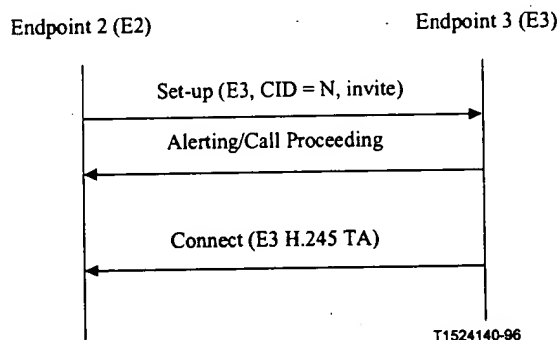 Endpoint 2 (E2)
Endpoint 3 (E3)
Set-up (E3, CID = N, invite)
Alerting/Call Proceeding
Connect (E3 H.245 TA)
T1524140-96